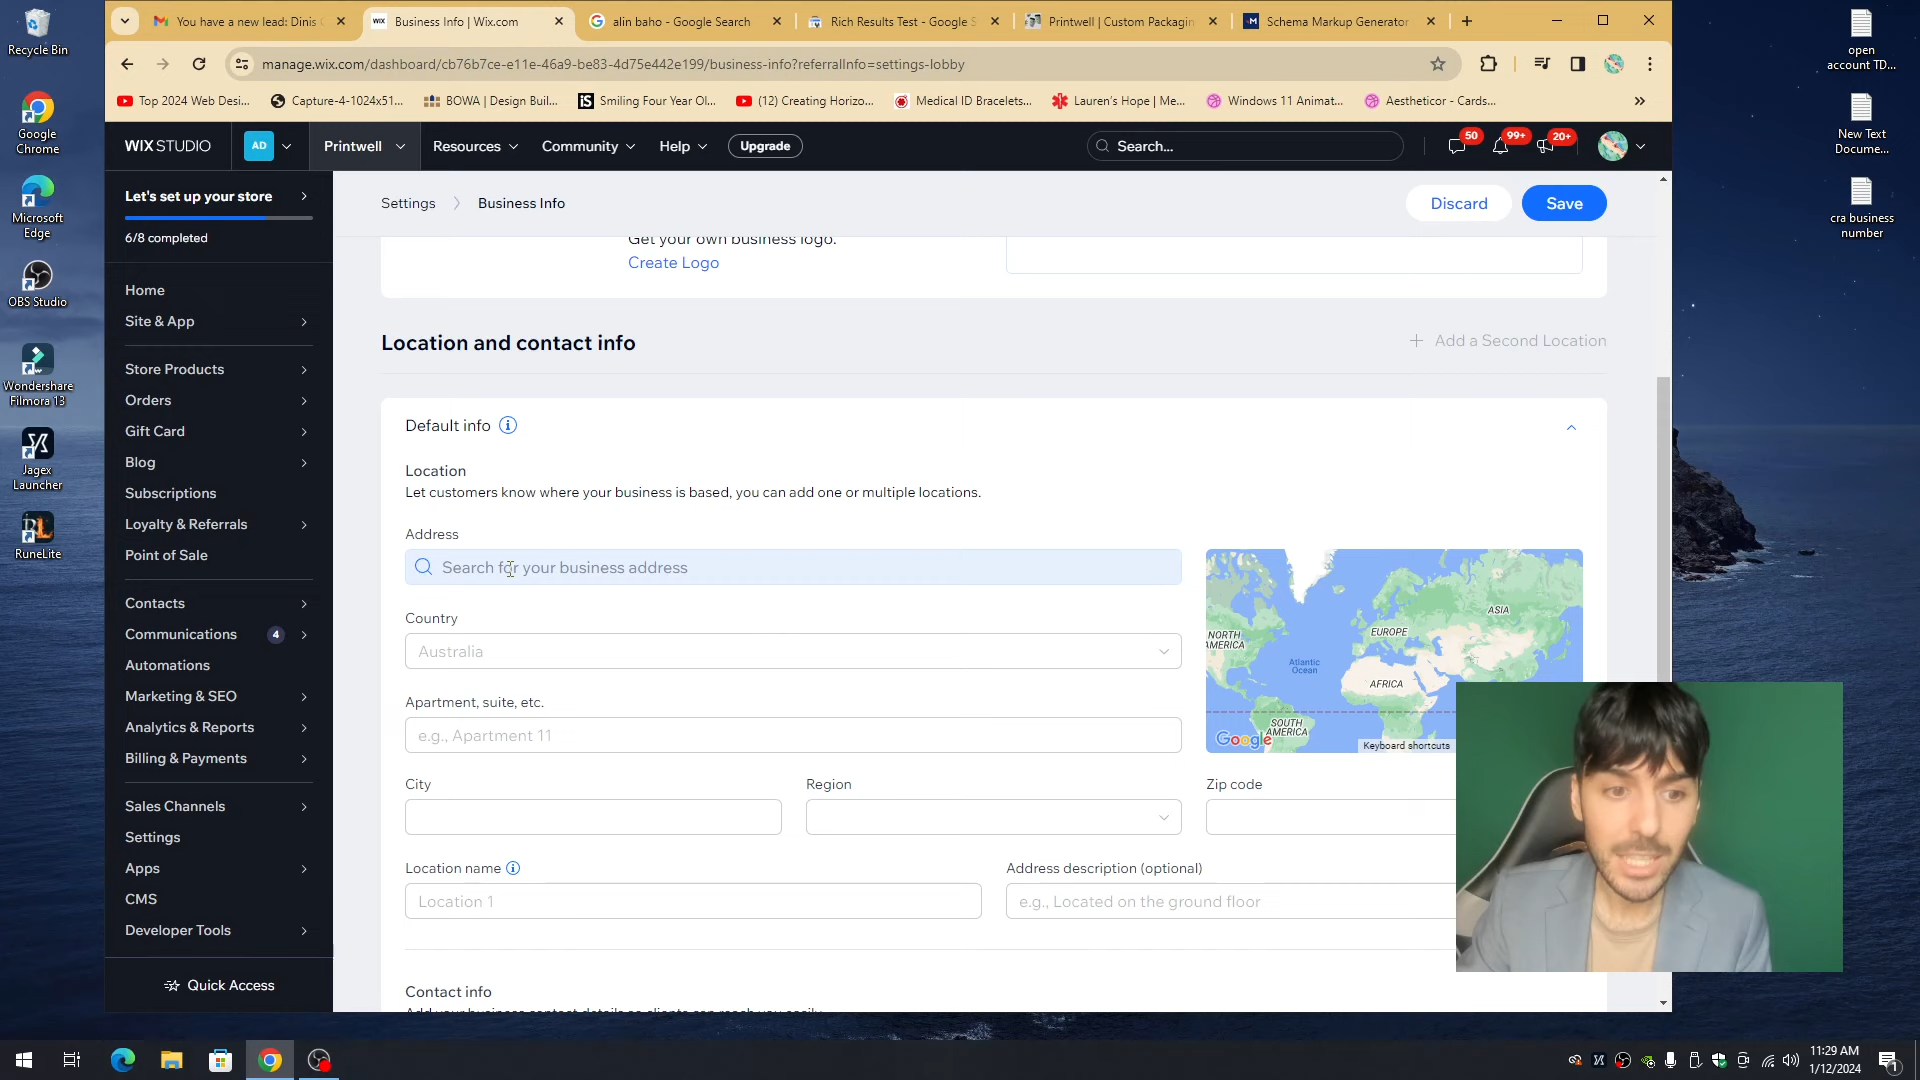 Recycle Bin
Google Chrome
Microsoft Edge
OBS Studio
Wondershare Filmora 13
Jagex Launcher
RuneLite
You have a new lead: Dinis
Business Info | Wix.com
alin baho - Google Search
Rich Results Test - Google S
Printwell | Custom Packagin
Schema Markup Generator
manage.wix.com/dashboard/cb76b7ce-e11e-46a9-be83-4d75e442e199/business-info?referralInfo=settings-lobby
Top 2024 Web Desi...
Capture-4-1024x51...
BOWA | Design Buil...
Smiling Four Year Ol...
(12) Creating Horizo...
Medical ID Bracelets...
Lauren's Hope | Me...
Windows 11 Animat...
Aestheticor - Cards...
WIX STUDIO
AD
Printwell
Resources
Community
Help
Upgrade
Search...
50
99+
20+
Let's set up your store
6/8 completed
Home
Site & App
Store Products
Orders
Gift Card
Blog
Subscriptions
Loyalty & Referrals
Point of Sale
Contacts
Communications 4
Automations
Marketing & SEO
Analytics & Reports
Billing & Payments
Sales Channels
Settings
Apps
CMS
Developer Tools
Quick Access
Settings > Business Info
Discard
Save
Get your own business logo.
Create Logo
Location and contact info
+ Add a Second Location
Default info
Location
Let customers know where your business is based, you can add one or multiple locations.
Address
Search for your business address
Country
Australia
Apartment, suite, etc.
e.g., Apartment 11
City
Region
Zip code
Location name
Location 1
Address description (optional)
e.g., Located on the ground floor
Contact info
Add your business contact details so clients can reach you easily.
NORTH AMERICA
EUROPE
ASIA
Atlantic Ocean
AFRICA
SOUTH AMERICA
Google
Keyboard shortcuts
open account TD...
New Text Docume...
cra business number
11:29 AM
1/12/2024
1